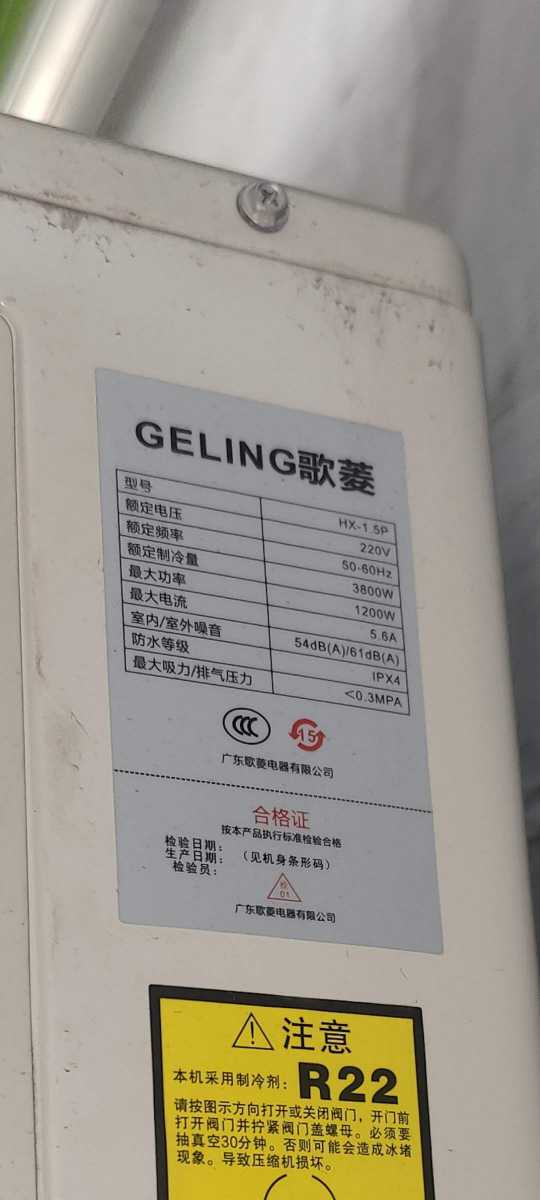 GELING歌菱
型号 HX-1.5P
额定电压 220V
额定频率 50-60Hz
额定制冷量 3800W
最大功率 1200W
最大电流 5.6A
室内/室外噪音 54dB(A)/61dB(A)
防水等级 IPX4
最大吸力/排气压力 <0.3MPA
CCC 15
广东歌菱电器有限公司
合格证
按本产品执行标准检验合格
检验日期:
生产日期: (见机身条形码)
检验员:
检
01
广东歌菱电器有限公司
注意
本机采用制冷剂: R22
请按图示方向打开或关闭阀门, 开门前
打开阀门并拧紧阀门盖螺母。必须要
抽真空30分钟。否则可能会造成冰堵
现象。导致压缩机损坏。